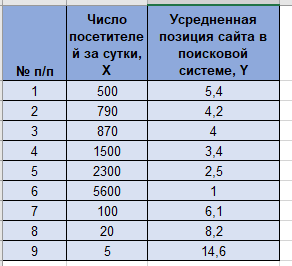 № п/п
Число
посетителе
й за сутки,
X
Усредненная
позиция сайта в
поисковой
системе, Y
1 500 5,4
2 790 4,2
3 870 4
4 1500 3,4
5 2300 2,5
6 5600 1
7 100 6,1
8 20 8,2
9 5 14,6